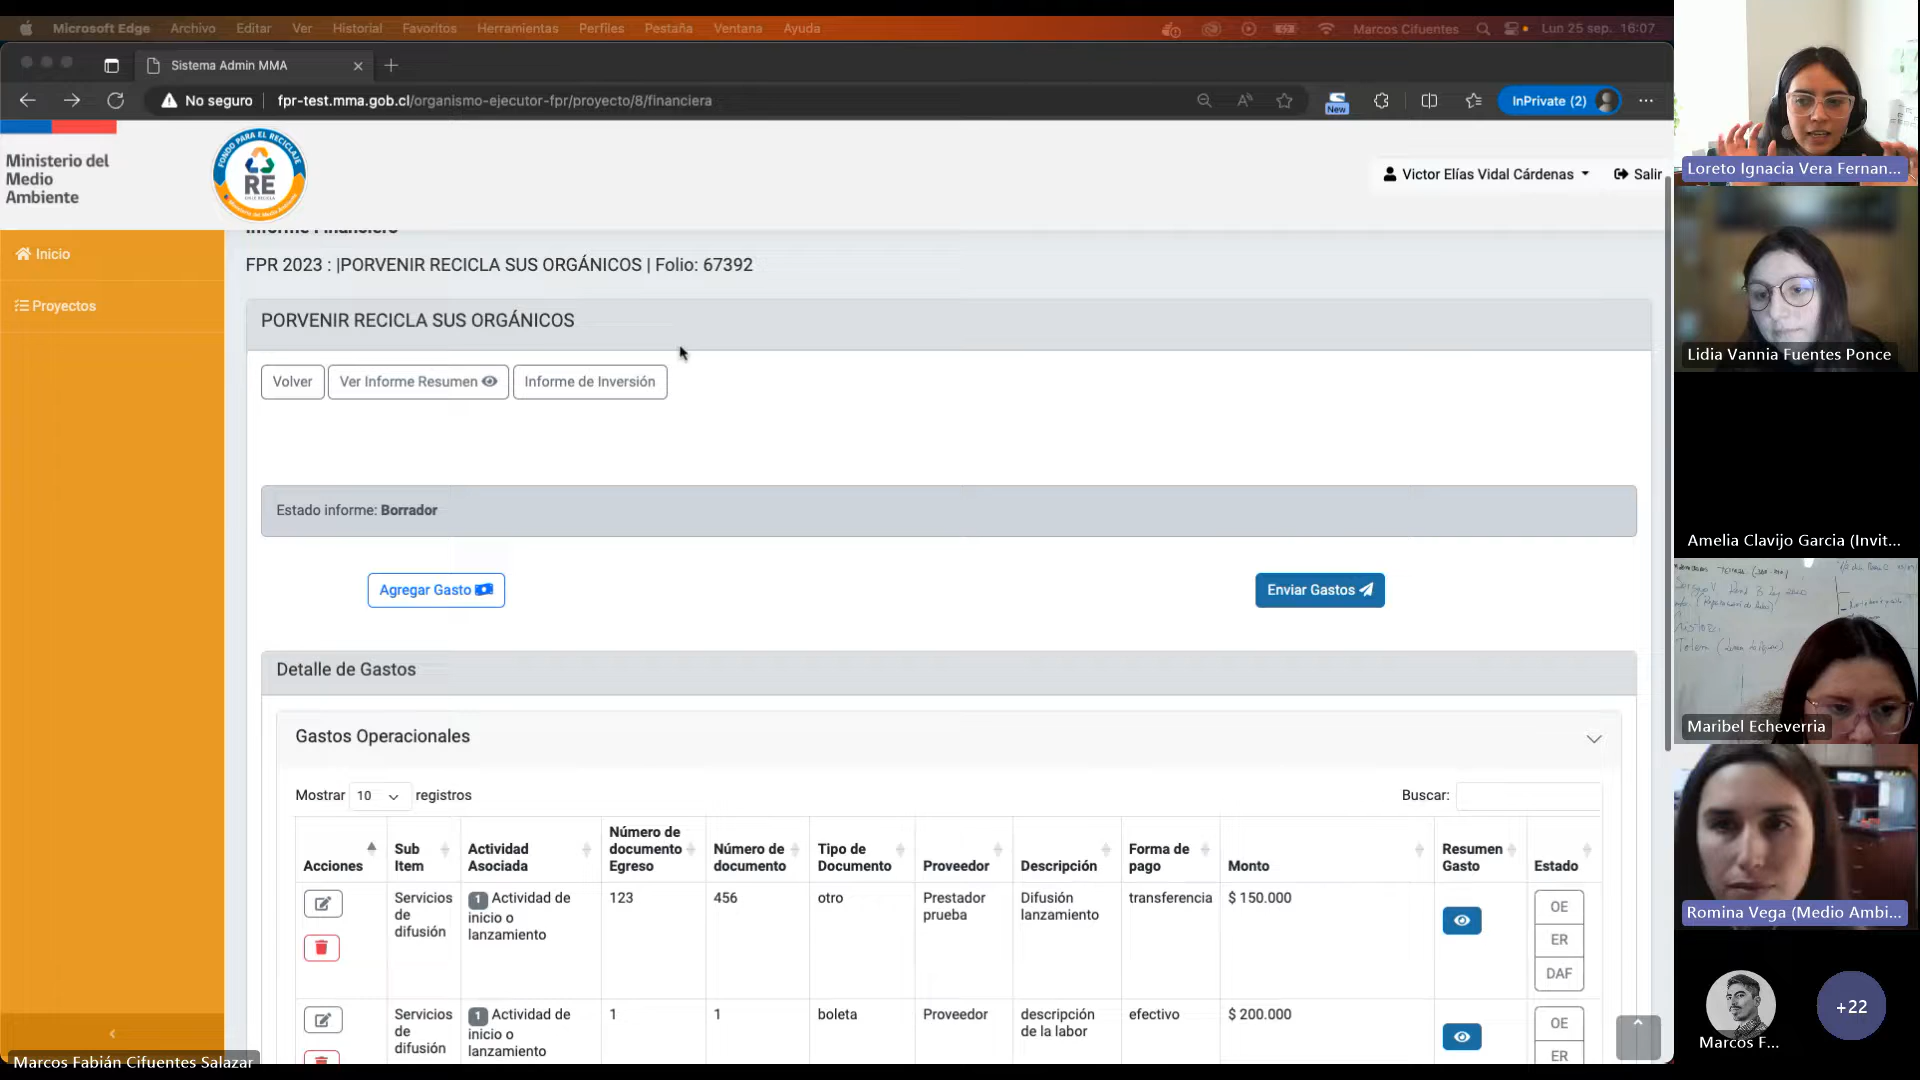 Microsoft Edge Archivo Editar Ver Historial Favoritos Herramientas Perfiles Pestaña Ventana Ayuda Marcos Cifuentes Lun 25 sep. 16:07
Sistema Admin MMA
No seguro fpr-test.mma.gob.cl/organismo-ejecutor-fpr/proyecto/8/financiera New InPrivate (2)
Ministerio del
Medio
Ambiente
FONDO PARA EL RECICLAJE
RE
Victor Elías Vidal Cárdenas Salir
Inicio
Proyectos
Informe Financiero
FPR 2023 : |PORVENIR RECICLA SUS ORGÁNICOS | Folio: 67392
PORVENIR RECICLA SUS ORGÁNICOS
Volver Ver Informe Resumen Informe de Inversión
Estado informe: Borrador
Agregar Gasto Enviar Gastos
Detalle de Gastos
Gastos Operacionales
Mostrar 10 registros Buscar:
Acciones
Sub
Item
Actividad
Asociada
Número de
documento
Egreso
Número de
documento
Tipo de
Documento
Proveedor
Descripción
Forma de
pago
Monto
Resumen
Gasto
Estado
Servicios
de
difusión
1 Actividad de
inicio o
lanzamiento
123
456
otro
Prestador
prueba
Difusión
lanzamiento
transferencia
$ 150.000
OE
ER
DAF
Servicios
de
difusión
1 Actividad de
inicio o
lanzamiento
1
1
boleta
Proveedor
descripción
de la labor
efectivo
$ 200.000
OE
ER
Marcos Fabián Cifuentes Salazar
Loreto Ignacia Vera Fernan...
Lidia Vannia Fuentes Ponce
Amelia Clavijo Garcia (Invit...
Maribel Echeverria
Romina Vega (Medio Ambi...
Marcos F...
+22